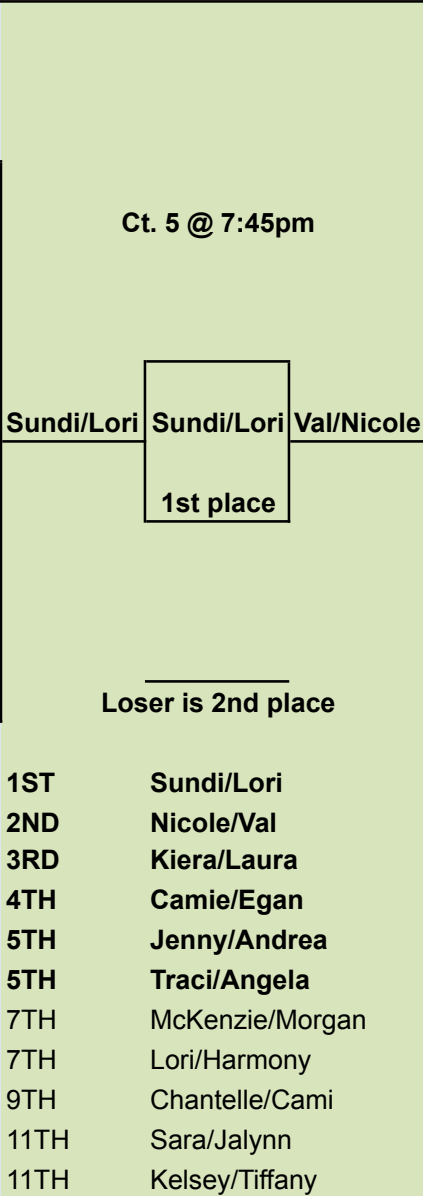 Ct. 5 @ 7:45pm
Sundi/Lori Sundi/Lori Val/Nicole
1st place
Loser is 2nd place
1ST Sundi/Lori
2ND Nicole/Val
3RD Kiera/Laura
4TH Camie/Egan
5TH Jenny/Andrea
5TH Traci/Angela
7TH McKenzie/Morgan
7TH Lori/Harmony
9TH Chantelle/Cami
11TH Sara/Jalynn
11TH Kelsey/Tiffany